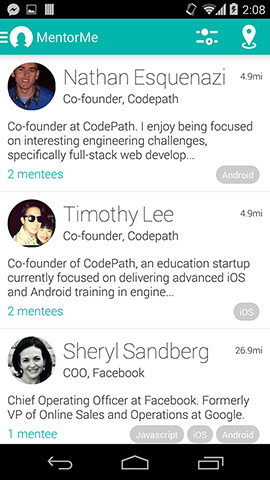 2:08
MentorMe
Nathan Esquenazi 4.9mi
Co-founder, Codepath
Co-founder at CodePath. I enjoy being focused
on interesting engineering challenges,
specifically full-stack web develop...
2 mentees Android
Timothy Lee 4.9mi
Co-founder, Codepath
Co-founder of CodePath, an education startup
currently focused on delivering advanced iOS
and Android training in engine...
2 mentees iOS
Sheryl Sandberg 26.9mi
COO, Facebook
Chief Operating Officer at Facebook. Formerly
VP of Online Sales and Operations at Google.
1 mentee Javascript iOS Android